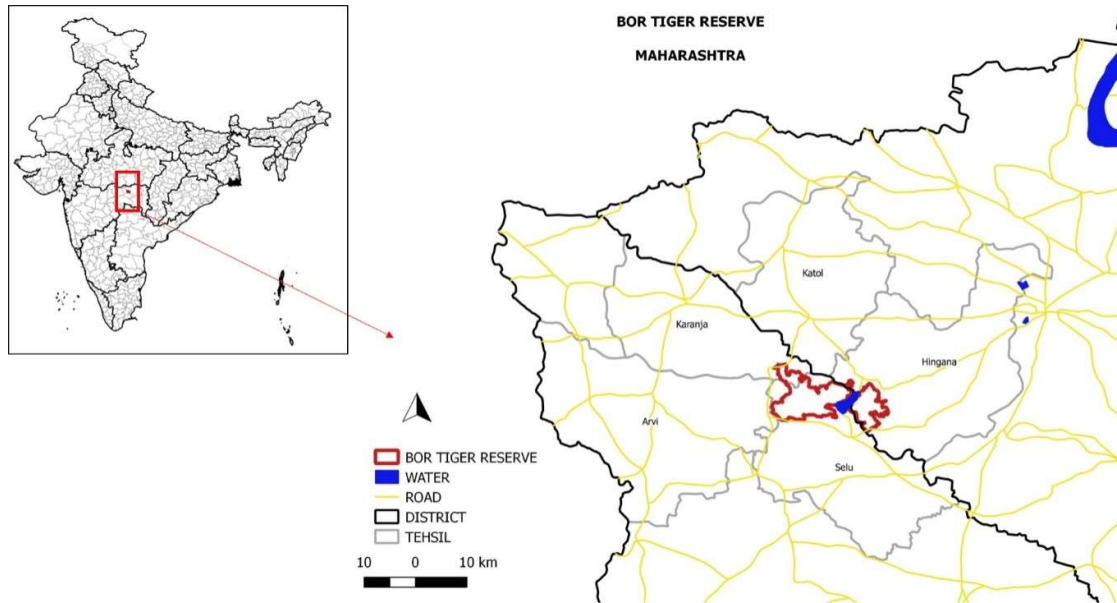 BOR TIGER RESERVE
MAHARASHTRA
Katol
Karanja
Hingana
Arvi
Selu
BOR TIGER RESERVE
WATER
ROAD
DISTRICT
TEHSIL
10 0 10 km